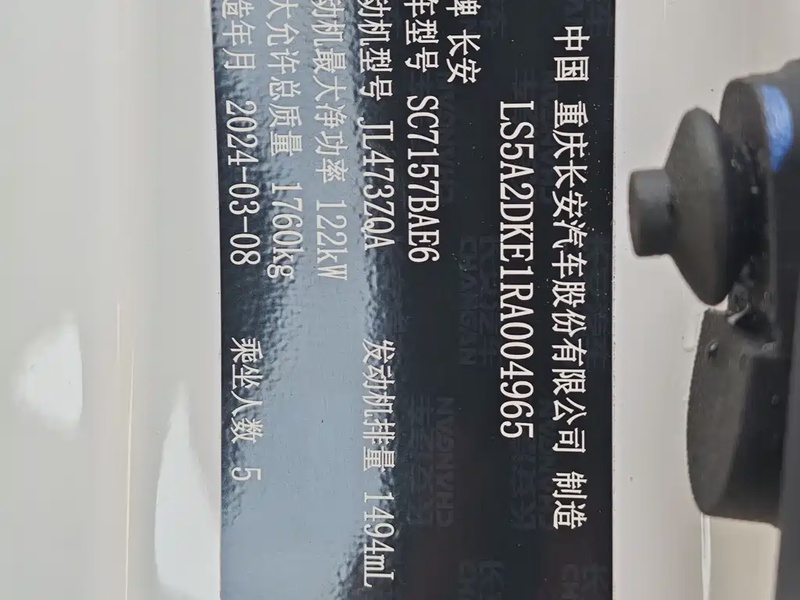 中国 重庆长安汽车股份有限公司 制造
LS5A2DKE1RA004965
牌 长安
车型号 SC7157BAE6
动机型号 JL473ZQA 发动机排量 1494mL
动机最大净功率 122kW
大允许总质量 1760kg
造年月 2024-03-08 乘坐人数 5